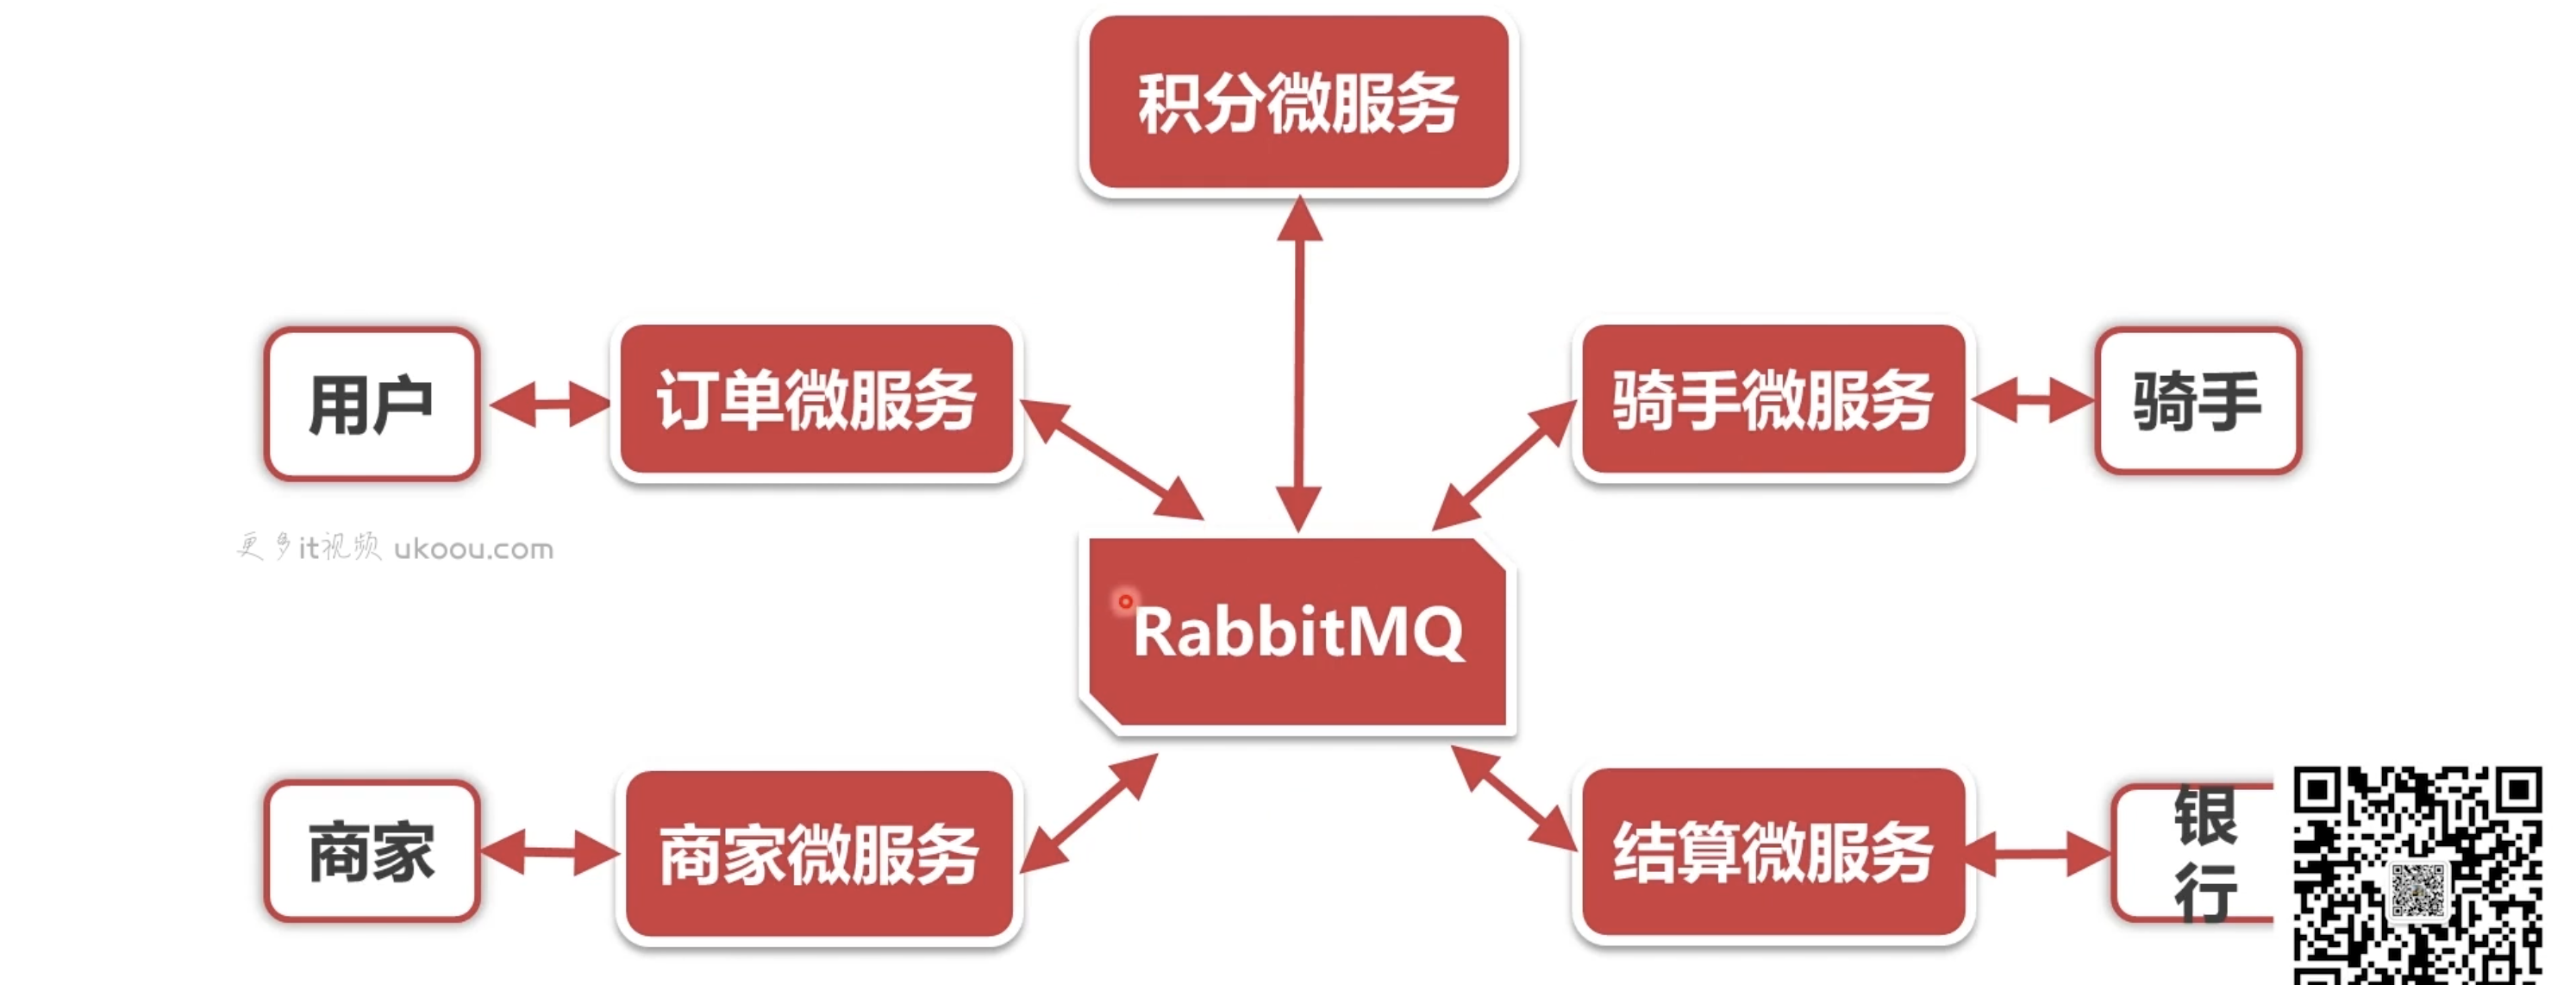 积分微服务
用户
订单微服务
骑手微服务
骑手
更多it视频 ukoou.com
RabbitMQ
商家
商家微服务
结算微服务
银
行